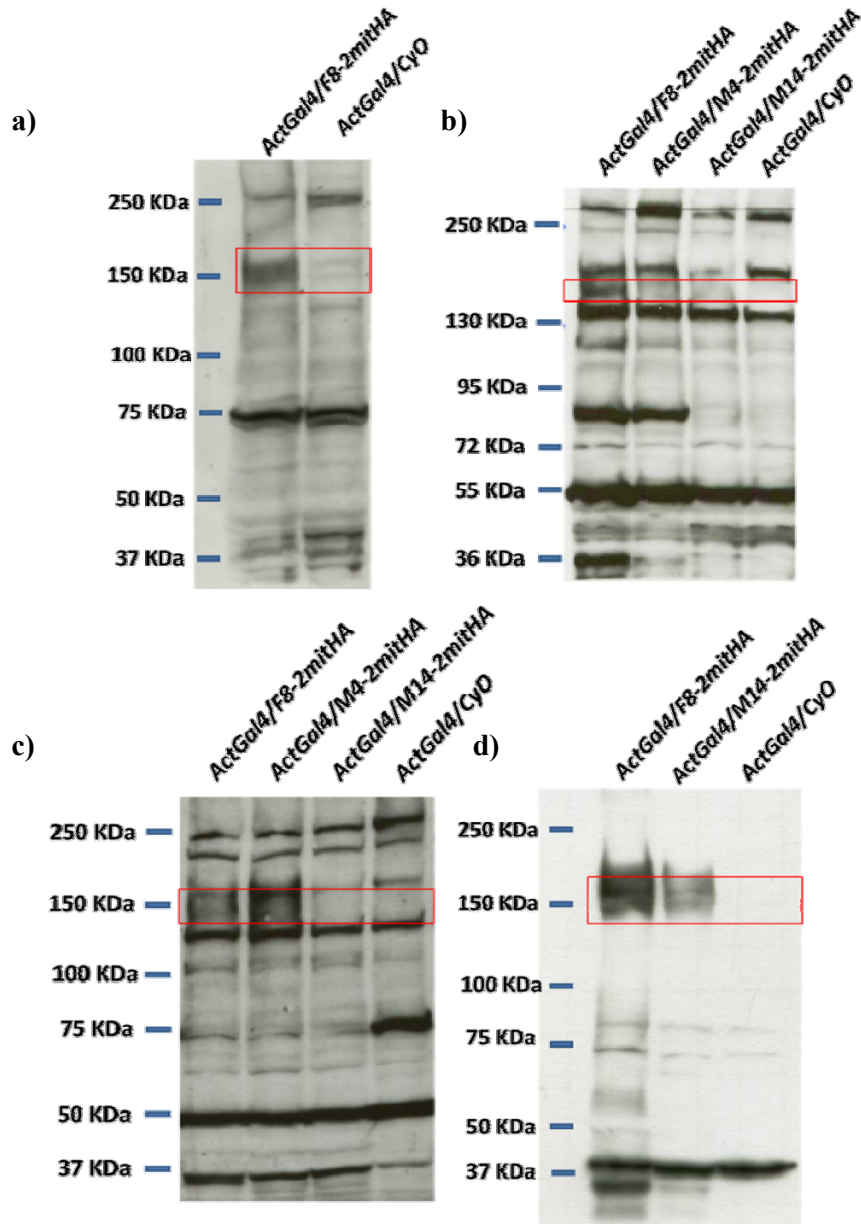 a)
ActGal4/F8-2mitHA
ActGal4/CyO
250 KDa
150 KDa
100 KDa
75 KDa
50 KDa
37 KDa
b)
ActGal4/F8-2mitHA
ActGal4/M4-2mitHA
ActGal4/M14-2mitHA
ActGal4/CyO
250 KDa
130 KDa
95 KDa
72 KDa
55 KDa
36 KDa
c)
ActGal4/F8-2mitHA
ActGal4/M4-2mitHA
ActGal4/M14-2mitHA
ActGal4/CyO
250 KDa
150 KDa
100 KDa
75 KDa
50 KDa
37 KDa
d)
ActGal4/F8-2mitHA
ActGal4/M14-2mitHA
ActGal4/CyO
250 KDa
150 KDa
100 KDa
75 KDa
50 KDa
37 KDa